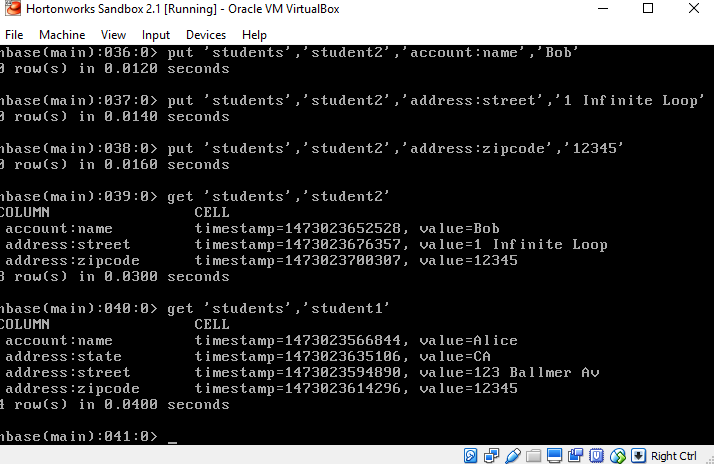 Hortonworks Sandbox 2.1 [Running] - Oracle VM VirtualBox
File Machine View Input Devices Help
hbase(main):036:0> put 'students','student2','account:name','Bob'
0 row(s) in 0.0120 seconds
hbase(main):037:0> put 'students','student2','address:street','1 Infinite Loop'
0 row(s) in 0.0140 seconds
hbase(main):038:0> put 'students','student2','address:zipcode','12345'
0 row(s) in 0.0160 seconds
hbase(main):039:0> get 'students','student2'
COLUMN CELL
account:name timestamp=1473023652528, value=Bob
address:street timestamp=1473023676357, value=1 Infinite Loop
address:zipcode timestamp=1473023700307, value=12345
3 row(s) in 0.0300 seconds
hbase(main):040:0> get 'students','student1'
COLUMN CELL
account:name timestamp=1473023566844, value=Alice
address:state timestamp=1473023635106, value=CA
address:street timestamp=1473023594890, value=123 Ballmer Av
address:zipcode timestamp=1473023614296, value=12345
4 row(s) in 0.0400 seconds
hbase(main):041:0> _
Right Ctrl